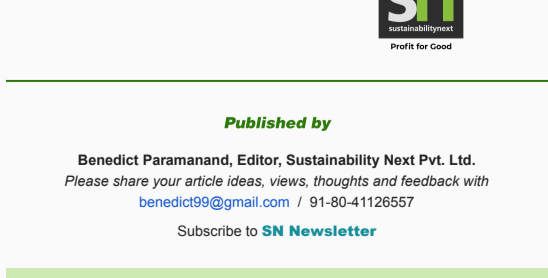 SN
sustainabilitynext
Profit for Good
Published by
Benedict Paramanand, Editor, Sustainability Next Pvt. Ltd.
Please share your article ideas, views, thoughts and feedback with
benedict99@gmail.com / 91-80-41126557
Subscribe to SN Newsletter